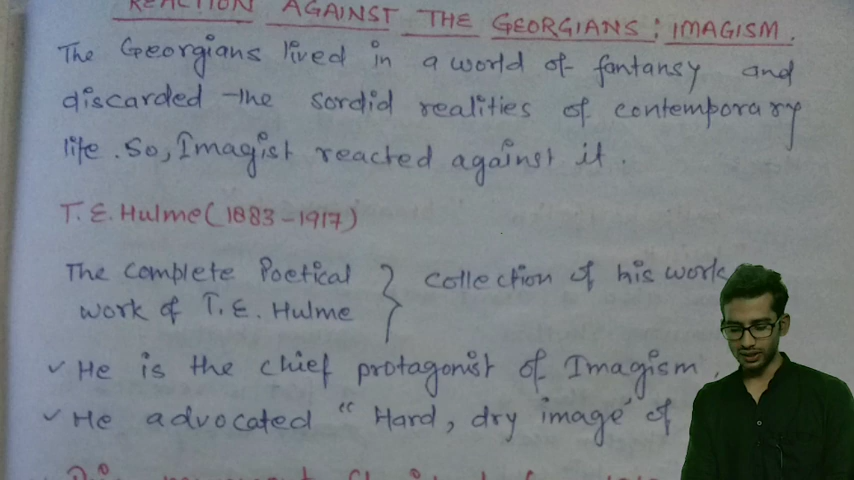 REACTION AGAINST THE GEORGIANS : IMAGISM.
The Georgians lived in a world of fantansy and
discarded the sordid realities of contemporary
life. So, Imagist reacted against it.
T. E. Hulme (1883-1917)
The Complete Poetical } collection of his work
work of T. E. Hulme
✓ He is the chief protagonist of Imagism.
✓ He advocated "Hard, dry image" of